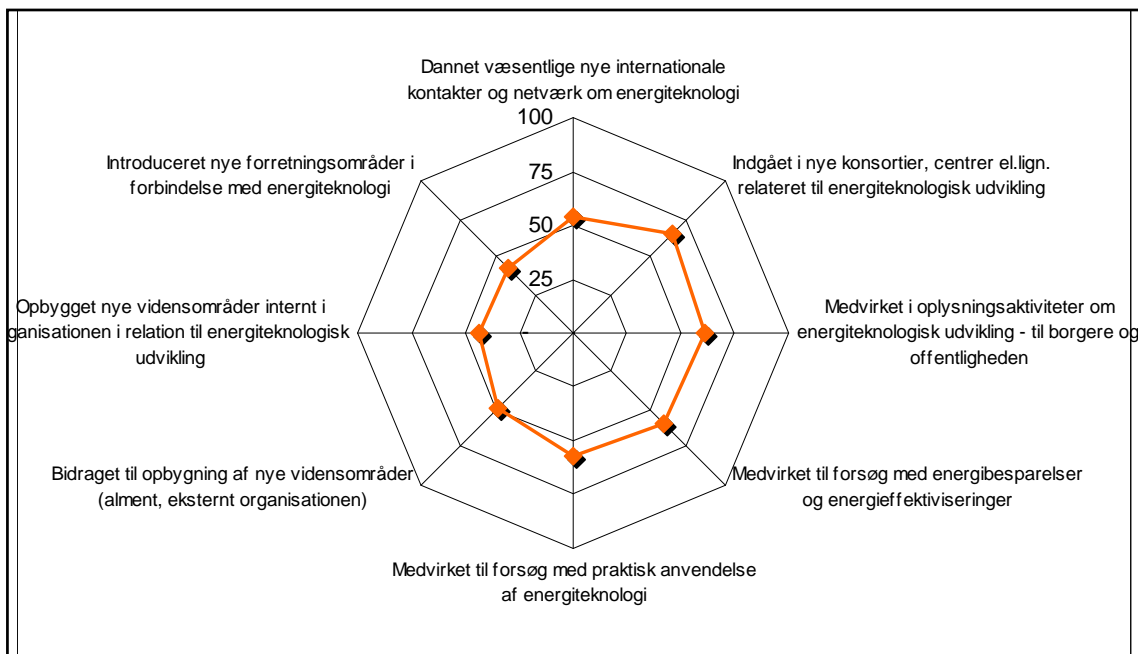 Dannet væsentlige nye internationale
kontakter og netværk om energiteknologi
100
75
50
25
-
Indgået i nye konsortier, centrer el.lign.
relateret til energiteknologisk udvikling
Medvirket i oplysningsaktiviteter om
energiteknologisk udvikling - til borgere og
offentligheden
Medvirket til forsøg med energibesparelser
og energieffektiviseringer
Medvirket til forsøg med praktisk anvendelse
af energiteknologi
Bidraget til opbygning af nye vidensområder
(alment, eksternt organisationen)
Opbygget nye vidensområder internt i
ganisationen i relation til energiteknologisk
udvikling
Introduceret nye forretningsområder i
forbindelse med energiteknologi